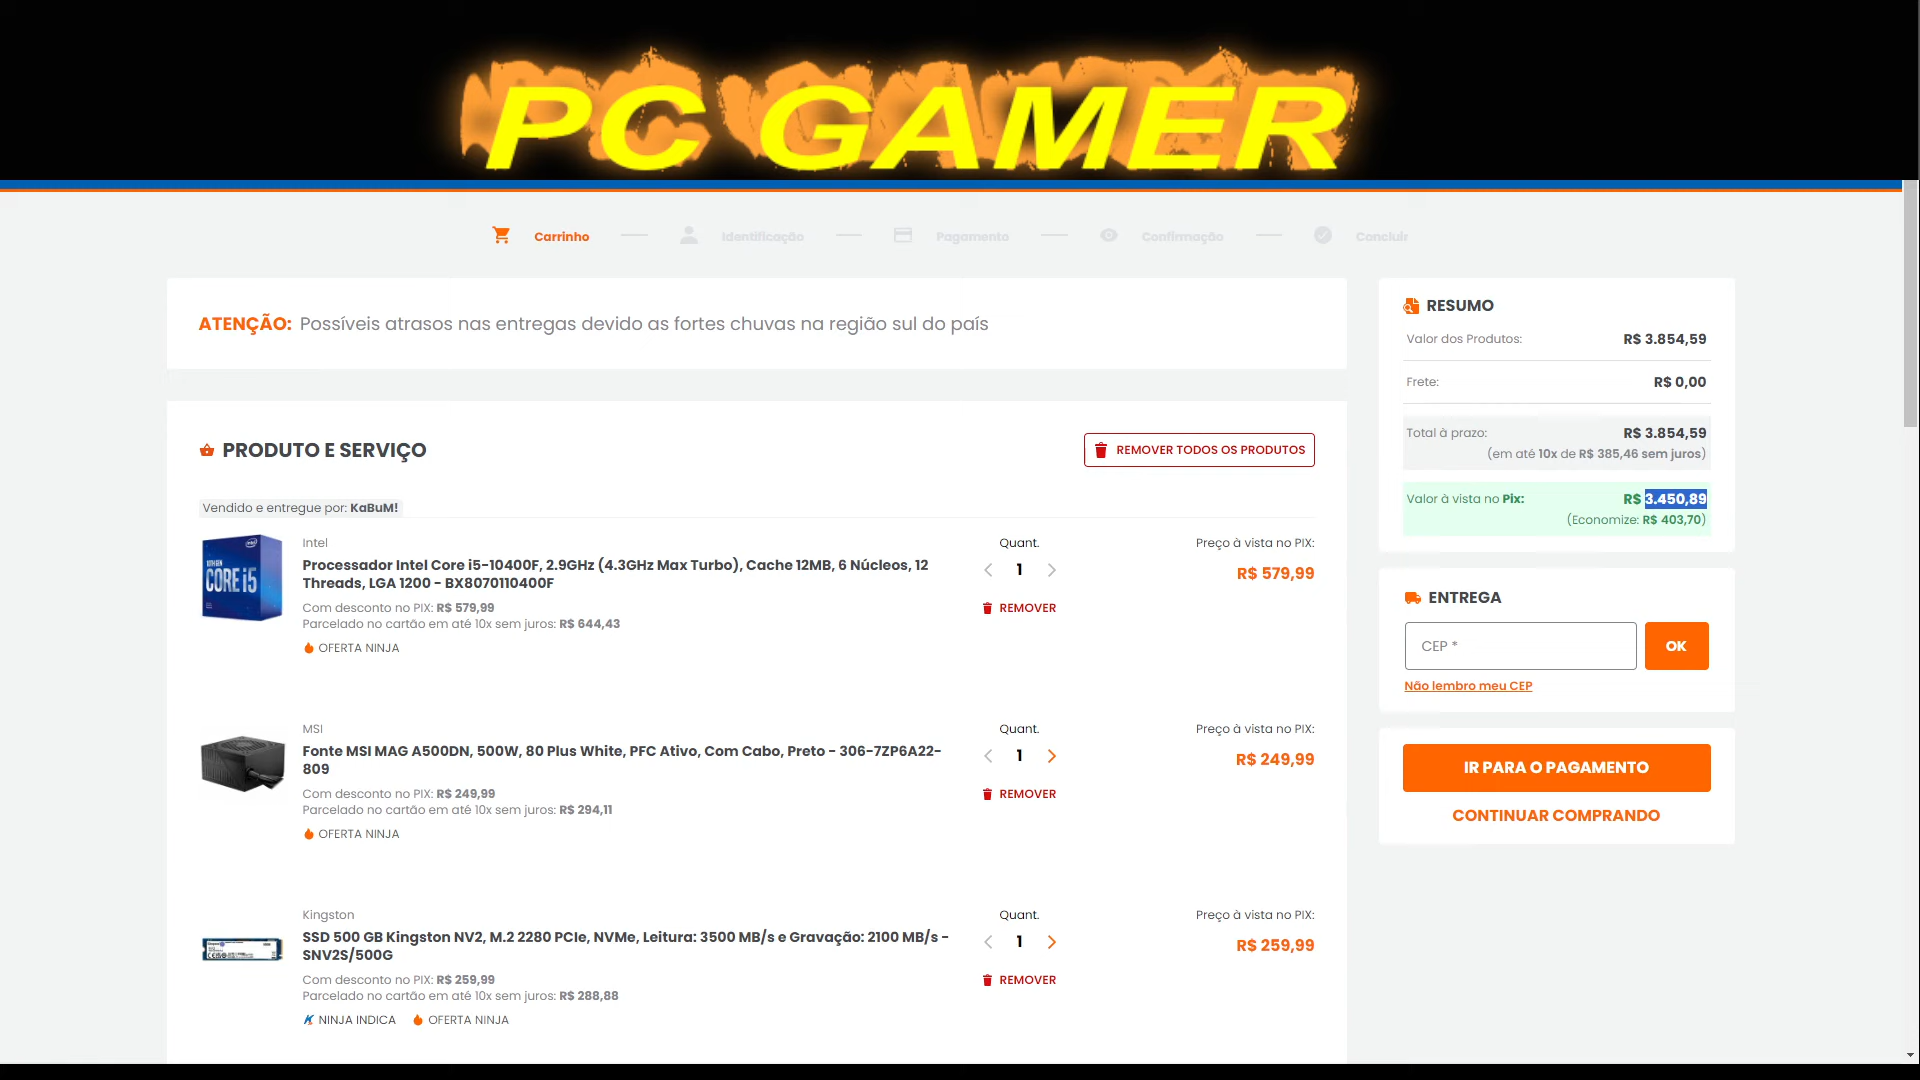 PC GAMER
Carrinho
Identificação
Pagamento
Confirmação
Concluir
ATENÇÃO: Possíveis atrasos nas entregas devido as fortes chuvas na região sul do país
PRODUTO E SERVIÇO
REMOVER TODOS OS PRODUTOS
Vendido e entregue por: KaBuM!
Intel
Processador Intel Core i5-10400F, 2.9GHz (4.3GHz Max Turbo), Cache 12MB, 6 Núcleos, 12
Threads, LGA 1200 - BX8070110400F
Com desconto no PIX: R$ 579,99
Parcelado no cartão em até 10x sem juros: R$ 644,43
OFERTA NINJA
Quant.
1
REMOVER
Preço à vista no PIX:
R$ 579,99
CORE i5
MSI
Fonte MSI MAG A500DN, 500W, 80 Plus White, PFC Ativo, Com Cabo, Preto - 306-7ZP6A22-
809
Com desconto no PIX: R$ 249,99
Parcelado no cartão em até 10x sem juros: R$ 294,11
OFERTA NINJA
Quant.
1
REMOVER
Preço à vista no PIX:
R$ 249,99
Kingston
SSD 500 GB Kingston NV2, M.2 2280 PCIe, NVMe, Leitura: 3500 MB/s e Gravação: 2100 MB/s -
SNV2S/500G
Com desconto no PIX: R$ 259,99
Parcelado no cartão em até 10x sem juros: R$ 288,88
NINJA INDICA
OFERTA NINJA
Quant.
1
REMOVER
Preço à vista no PIX:
R$ 259,99
RESUMO
Valor dos Produtos: R$ 3.854,59
Frete: R$ 0,00
Total à prazo: R$ 3.854,59
(em até 10x de R$ 385,46 sem juros)
Valor à vista no Pix: R$ 3.450,89
(Economize: R$ 403,70)
ENTREGA
CEP *
OK
Não lembro meu CEP
IR PARA O PAGAMENTO
CONTINUAR COMPRANDO